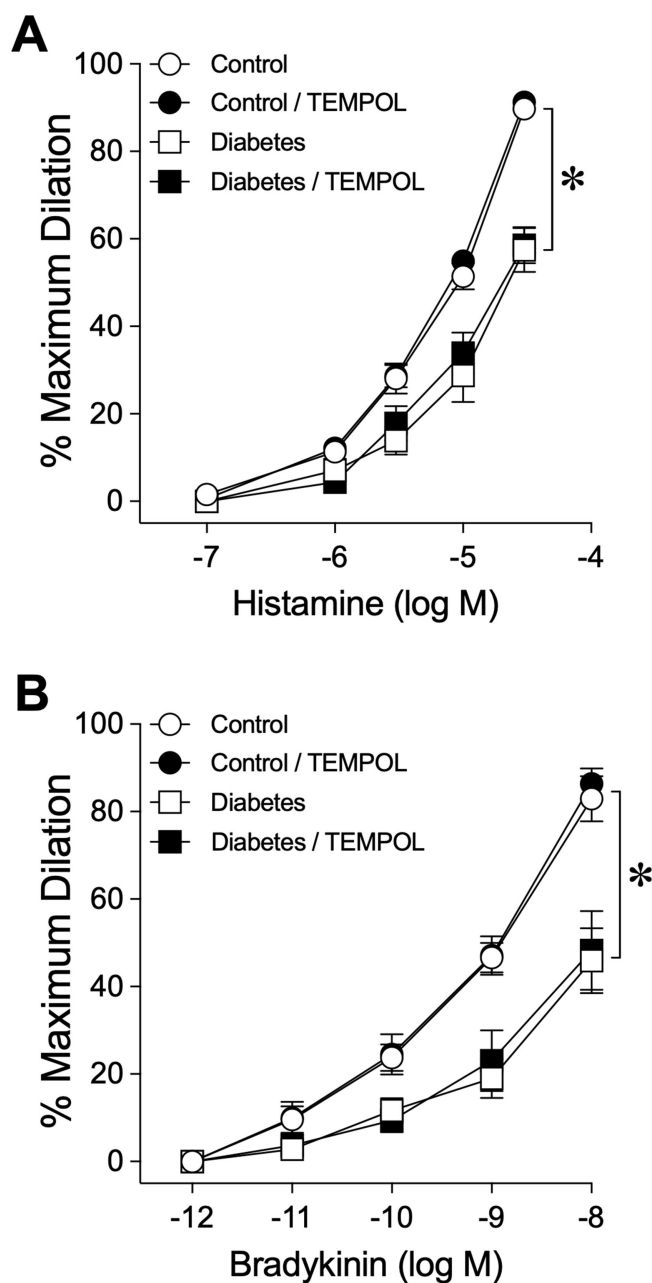 A
100
80
60
40
20
0
% Maximum Dilation
Control
Control / TEMPOL
Diabetes
Diabetes / TEMPOL
*
-7 -6 -5 -4
Histamine (log M)
B
100
80
60
40
20
0
% Maximum Dilation
Control
Control / TEMPOL
Diabetes
Diabetes / TEMPOL
*
-12 -11 -10 -9 -8
Bradykinin (log M)